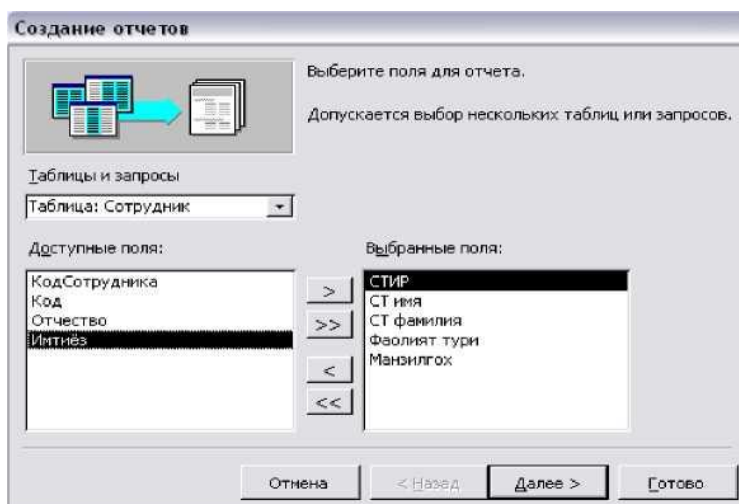 Создание отчетов
Выберите поля для отчета.
Допускается выбор нескольких таблиц или запросов.
Таблицы и запросы
Таблица: Сотрудник
Доступные поля:
Выбранные поля:
КодСотрудника
Код
Отчество
Имтиёз
>
>>
<
<<
СТИР
СТ имя
СТ фамилия
Фаолият тури
Манзилгох
Отмена
< Назад
Далее >
Готово